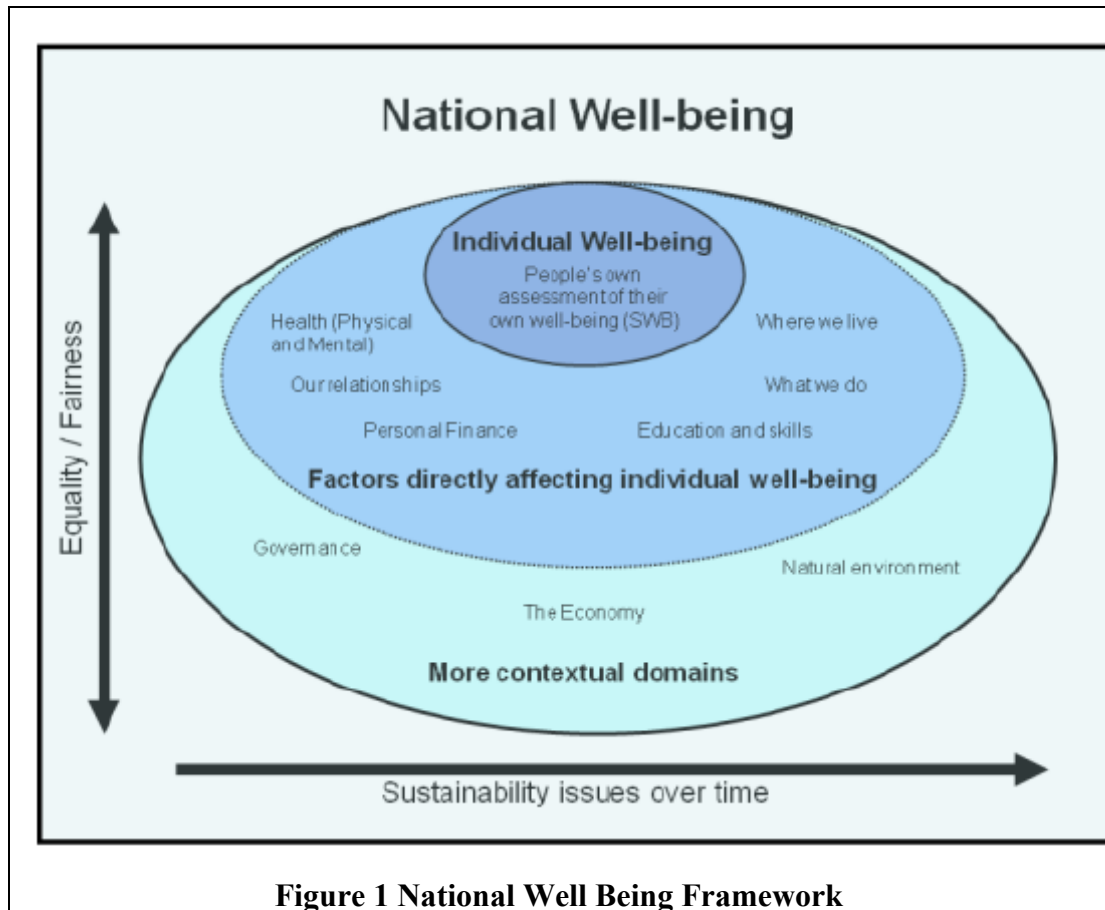 National Well-being
Individual Well-being
People's own
assessment of their
own well-being (SWB)
Health (Physical
and Mental)
Where we live
Our relationships
What we do
Personal Finance
Education and skills
Factors directly affecting individual well-being
Governance
Natural environment
The Economy
More contextual domains
Equality / Fairness
Sustainability issues over time
Figure 1 National Well Being Framework